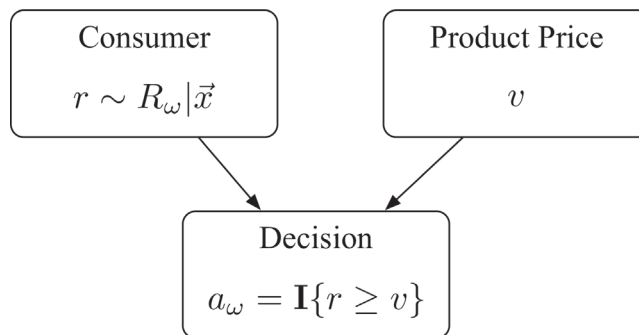 Consumer
r ∼ R_ω|x⃗
Product Price
v
Decision
a_ω = I{r ≥ v}